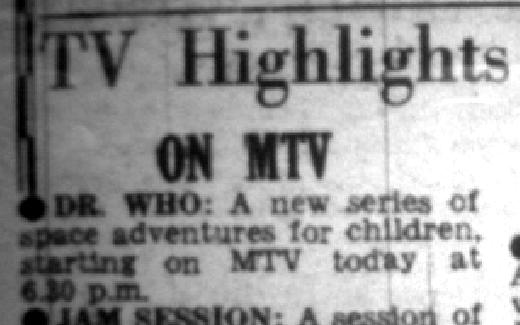 TV Highlights
ON MTV
● DR. WHO: A new series of
space adventures for children,
starting on MTV today at
6.30 p.m.
● JAM SESSION: A session of